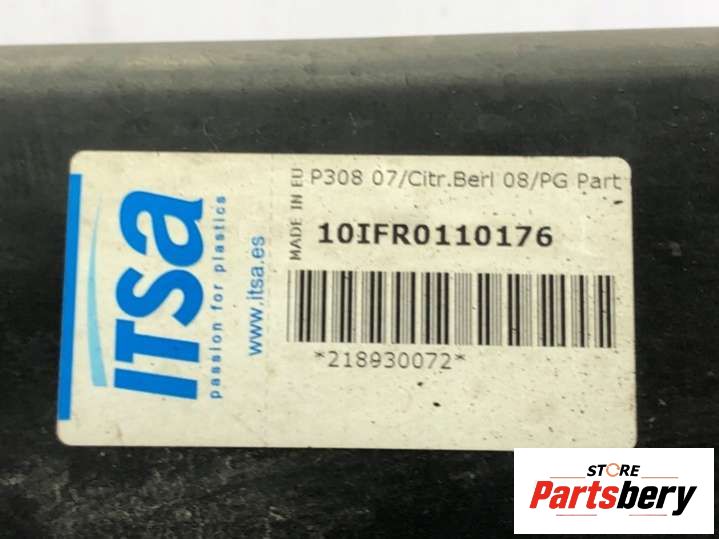 ITSA
passion for plastics
www.itsa.es
MADE IN EU
P308 07/Citr.Berl 08/PG Part
10IFR0110176
*218930072*
STORE
Partsbery